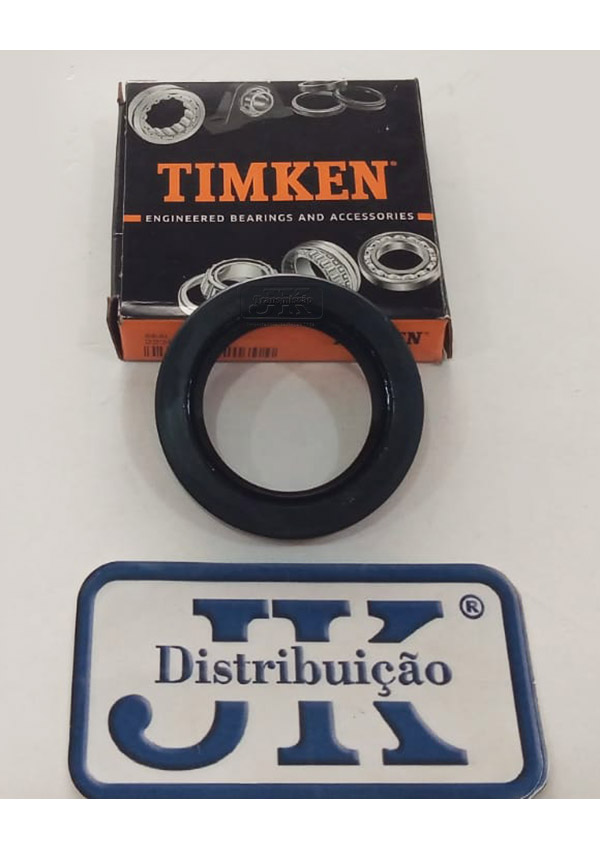 TIMKEN®
ENGINEERED BEARINGS AND ACCESSORIES
JK
Distribuição
®